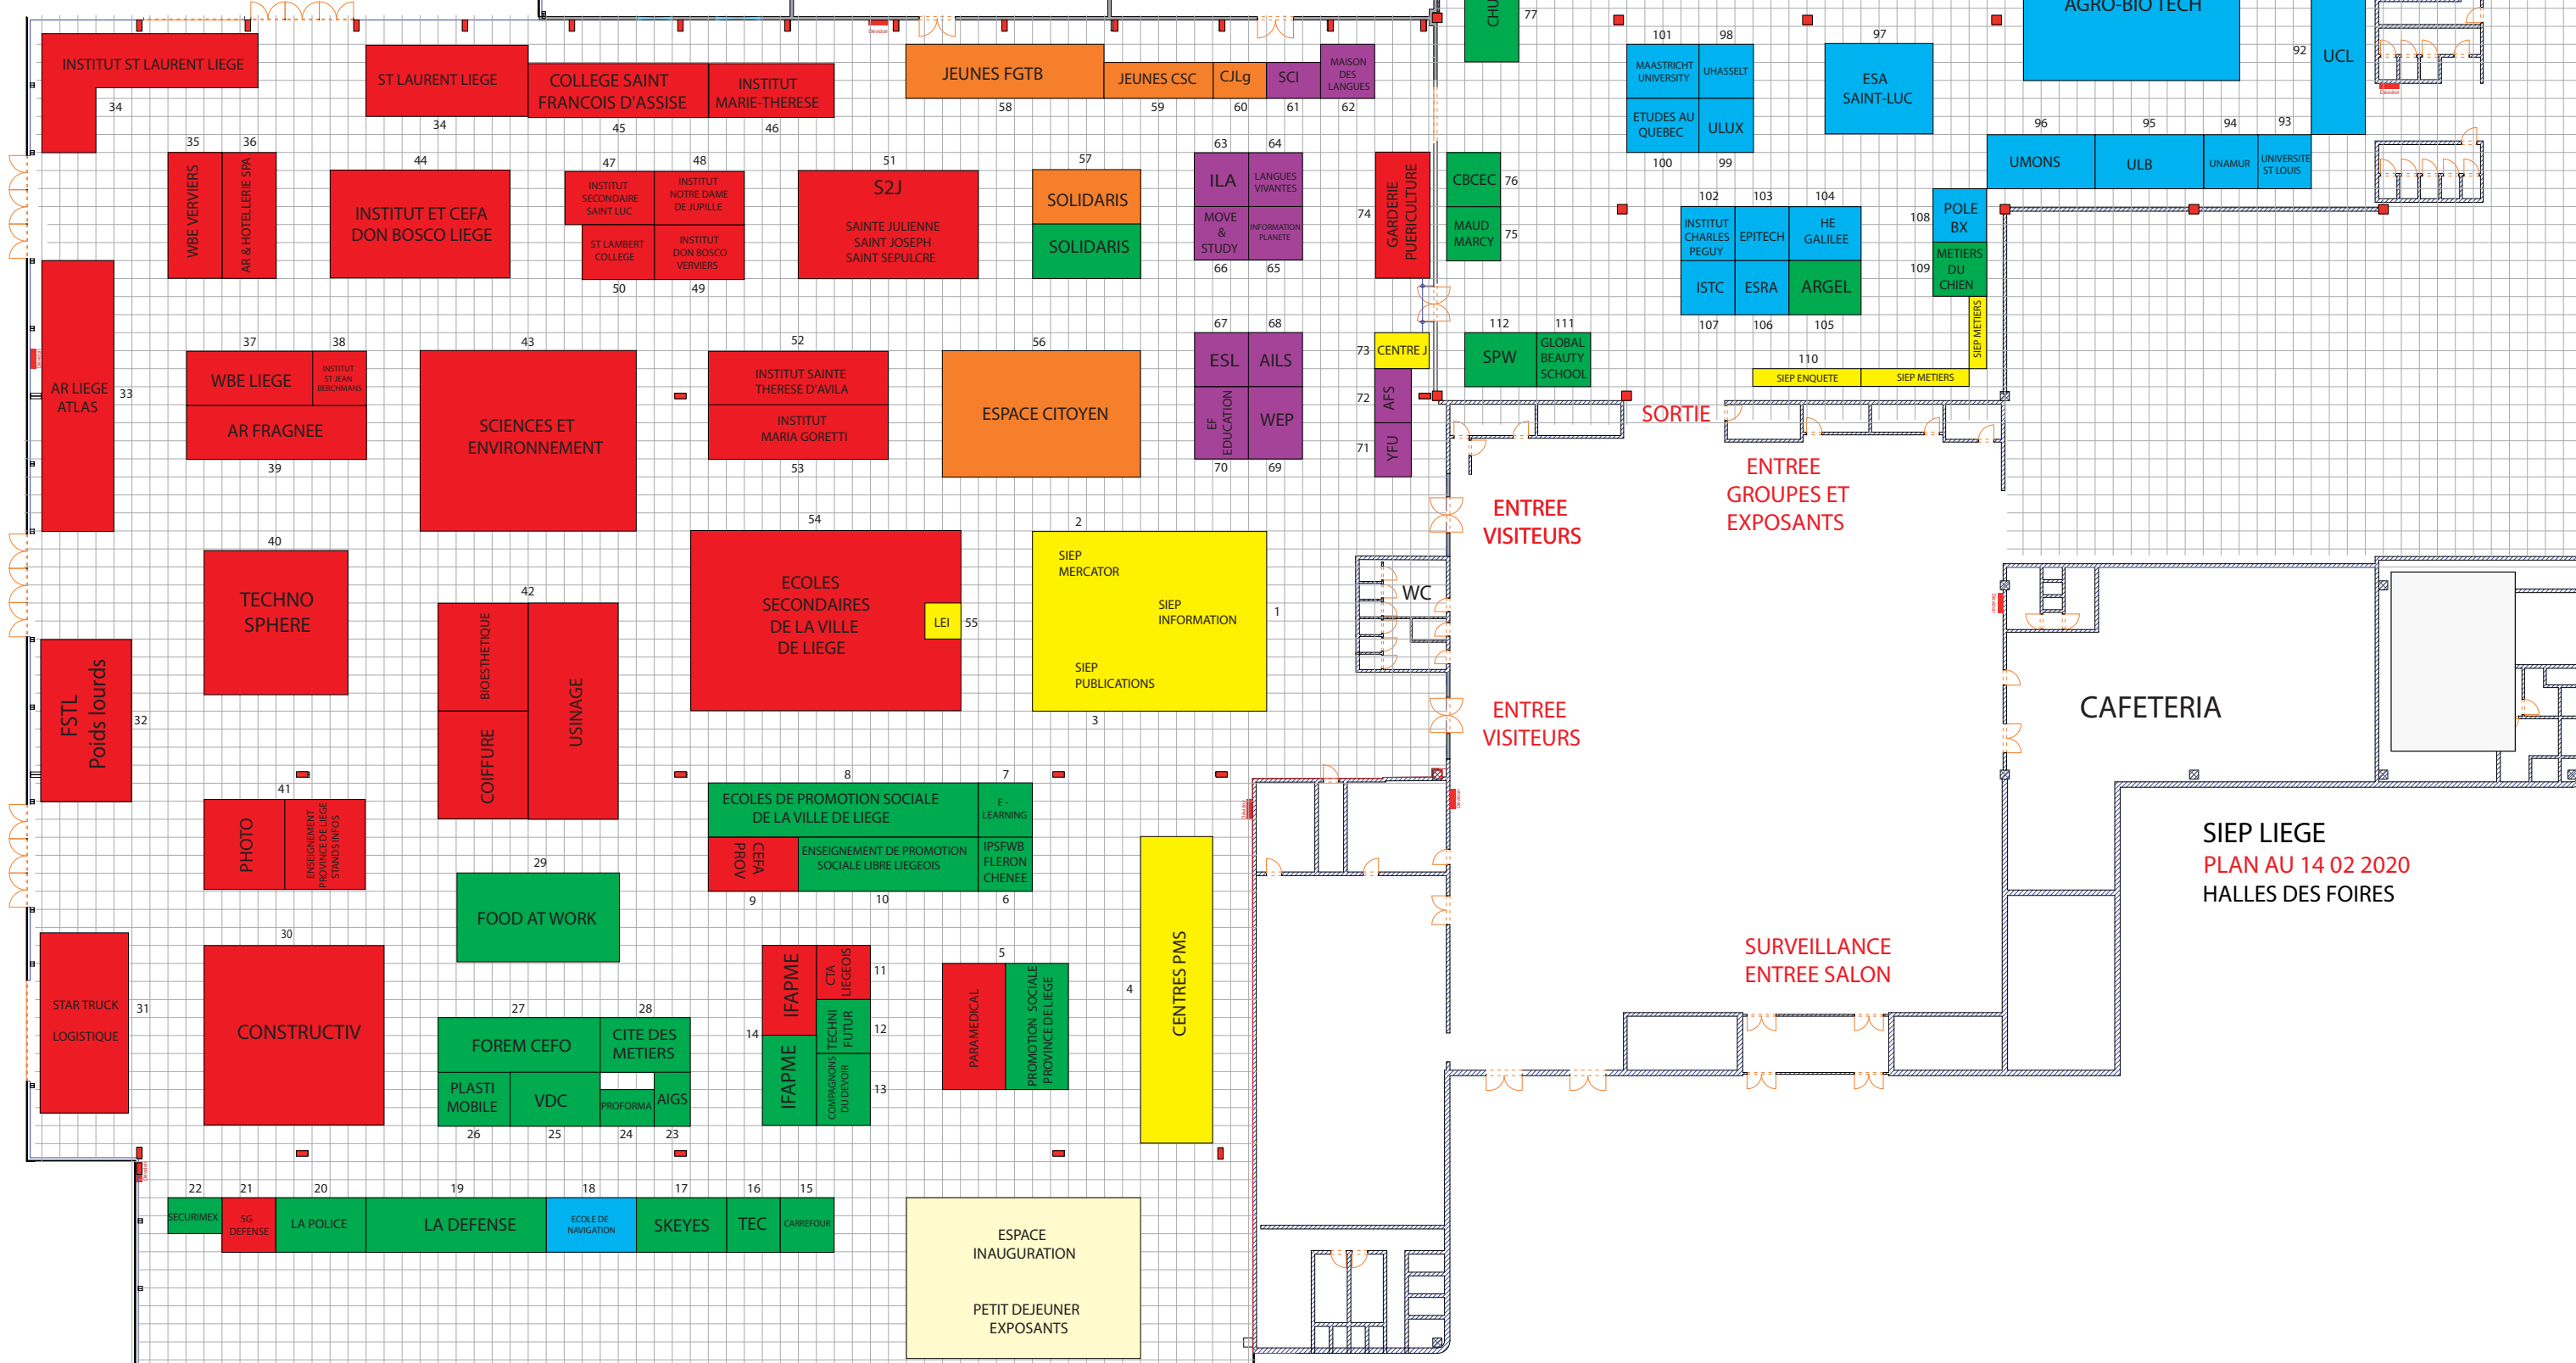 CHU
77
AGRO-BIO TECH
92
UCL
INSTITUT ST LAURENT LIEGE
34
ST LAURENT LIEGE
34
COLLEGE SAINT
FRANCOIS D'ASSISE
45
INSTITUT
MARIE-THERESE
46
Dévidoir
JEUNES FGTB
58
JEUNES CSC
59
CJLg
60
SCI
61
MAISON
DES
LANGUES
62
101
MAASTRICHT
UNIVERSITY
98
UHASSELT
ETUDES AU
QUEBEC
100
ULUX
99
97
ESA
SAINT-LUC
Dévidoir
96
UMONS
95
ULB
94
UNAMUR
93
UNIVERSITE
ST LOUIS
35
WBE VERVIERS
36
AR & HOTELLERIE SPA
44
INSTITUT ET CEFA
DON BOSCO LIEGE
47
INSTITUT
SECONDAIRE
SAINT LUC
48
INSTITUT
NOTRE DAME
DE JUPILLE
ST LAMBERT
COLLEGE
50
INSTITUT
DON BOSCO
VERVIERS
49
51
S2J
SAINTE JULIENNE
SAINT JOSEPH
SAINT SEPULCRE
57
SOLIDARIS
SOLIDARIS
63
ILA
64
LANGUES
VIVANTES
MOVE
&
STUDY
66
INFORMATION
PLANETE
65
74
GARDERIE
PUERICULTURE
CBCEC
76
MAUD
MARCY
75
102
INSTITUT
CHARLES
PEGUY
103
EPITECH
104
HE
GALILEE
ISTC
107
ESRA
106
ARGEL
105
108
POLE
BX
109
METIERS
DU
CHIEN
SIEP METIERS
110
SIEP ENQUETE
SIEP METIERS
AR LIEGE
ATLAS
33
Dévidoir
37
WBE LIEGE
38
INSTITUT
ST JEAN
BERCHMANS
AR FRAGNEE
39
43
SCIENCES ET
ENVIRONNEMENT
52
INSTITUT SAINTE
THERESE D'AVILA
INSTITUT
MARIA GORETTI
53
56
ESPACE CITOYEN
67
ESL
68
AILS
EF
EDUCATION
70
WEP
69
73
CENTRE J
72
AFS
71
YFU
112
SPW
111
GLOBAL
BEAUTY
SCHOOL
SORTIE
ENTREE
GROUPES ET
EXPOSANTS
ENTREE
VISITEURS
40
TECHNO
SPHERE
42
BIOESTHETIQUE
COIFFURE
USINAGE
54
ECOLES
SECONDAIRES
DE LA VILLE
DE LIEGE
LEI
55
2
SIEP
MERCATOR
SIEP
INFORMATION
1
SIEP
PUBLICATIONS
3
WC
ENTREE
VISITEURS
Dévidoir
CAFETERIA
FSTL
Poids lourds
32
41
PHOTO
ENSEIGNEMENT
PROVINCE DE LIEGE
STANDS INFOS
8
ECOLES DE PROMOTION SOCIALE
DE LA VILLE DE LIEGE
7
E -
LEARNING
CEFA
PROV
9
ENSEIGNEMENT DE PROMOTION
SOCIALE LIBRE LIEGEOIS
10
IPSFWB
FLERON
CHENEE
6
Dévidoir
Dévidoir
SIEP LIEGE
PLAN AU 14 02 2020
HALLES DES FOIRES
29
FOOD AT WORK
STAR TRUCK
LOGISTIQUE
31
30
CONSTRUCTIV
27
FOREM CEFO
28
CITE DES
METIERS
PLASTI
MOBILE
26
VDC
25
PROFORMA
24
AIGS
23
14
IFAPME
IFAPME
CTA
LIEGEOIS
11
TECHNI
FUTUR
12
COMPAGNONS
DU DEVOIR
13
5
PARAMEDICAL
PROMOTION SOCIALE
PROVINCE DE LIEGE
4
CENTRES PMS
SURVEILLANCE
ENTREE SALON
Dévidoir
22
SECURIMEX
21
SG
DEFENSE
20
LA POLICE
19
LA DEFENSE
18
ECOLE DE
NAVIGATION
17
SKEYES
16
TEC
15
CARREFOUR
ESPACE
INAUGURATION
PETIT DEJEUNER
EXPOSANTS